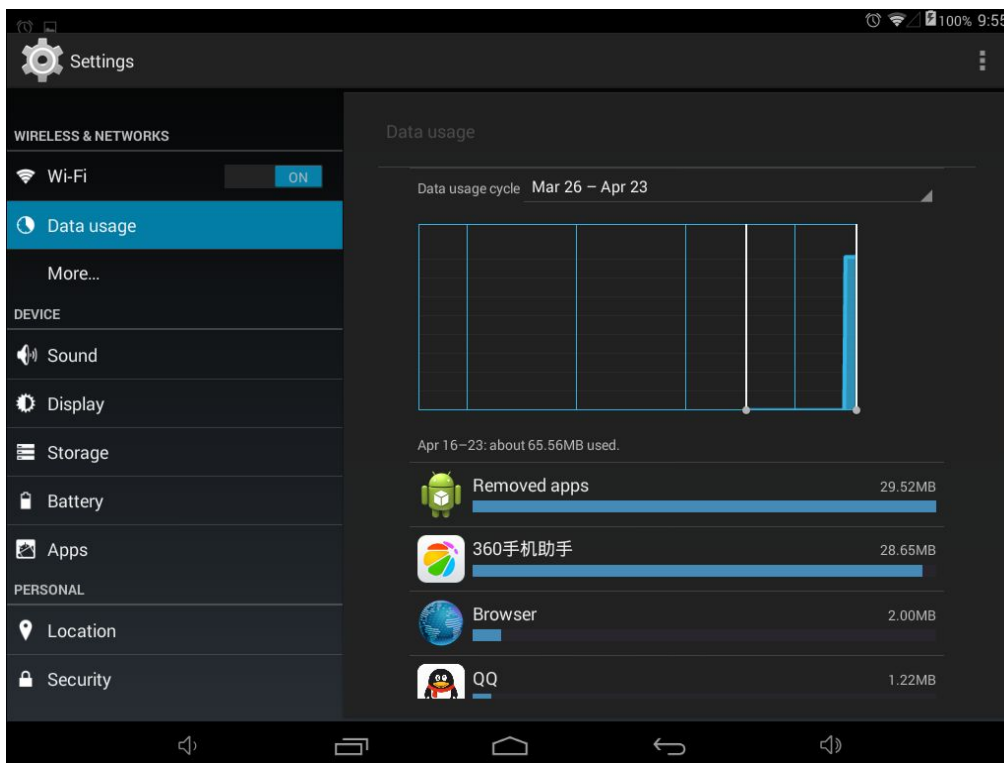 100% 9:55
Settings
WIRELESS & NETWORKS
Wi-Fi
ON
Data usage
More...
DEVICE
Sound
Display
Storage
Battery
Apps
PERSONAL
Location
Security
Data usage
Data usage cycle Mar 26 – Apr 23
Apr 16–23: about 65.56MB used.
Removed apps 29.52MB
360手机助手 28.65MB
Browser 2.00MB
QQ 1.22MB